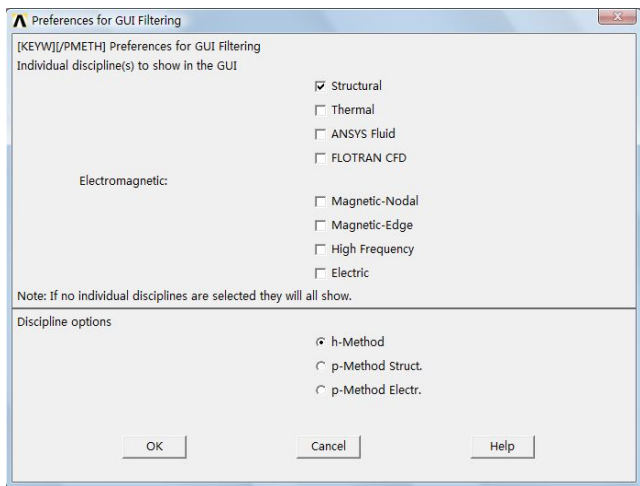 Preferences for GUI Filtering
[KEYW][/PMETH] Preferences for GUI Filtering
Individual discipline(s) to show in the GUI
Structural
Thermal
ANSYS Fluid
FLOTRAN CFD
Electromagnetic:
Magnetic-Nodal
Magnetic-Edge
High Frequency
Electric
Note: If no individual disciplines are selected they will all show.
Discipline options
h-Method
p-Method Struct.
p-Method Electr.
OK Cancel Help